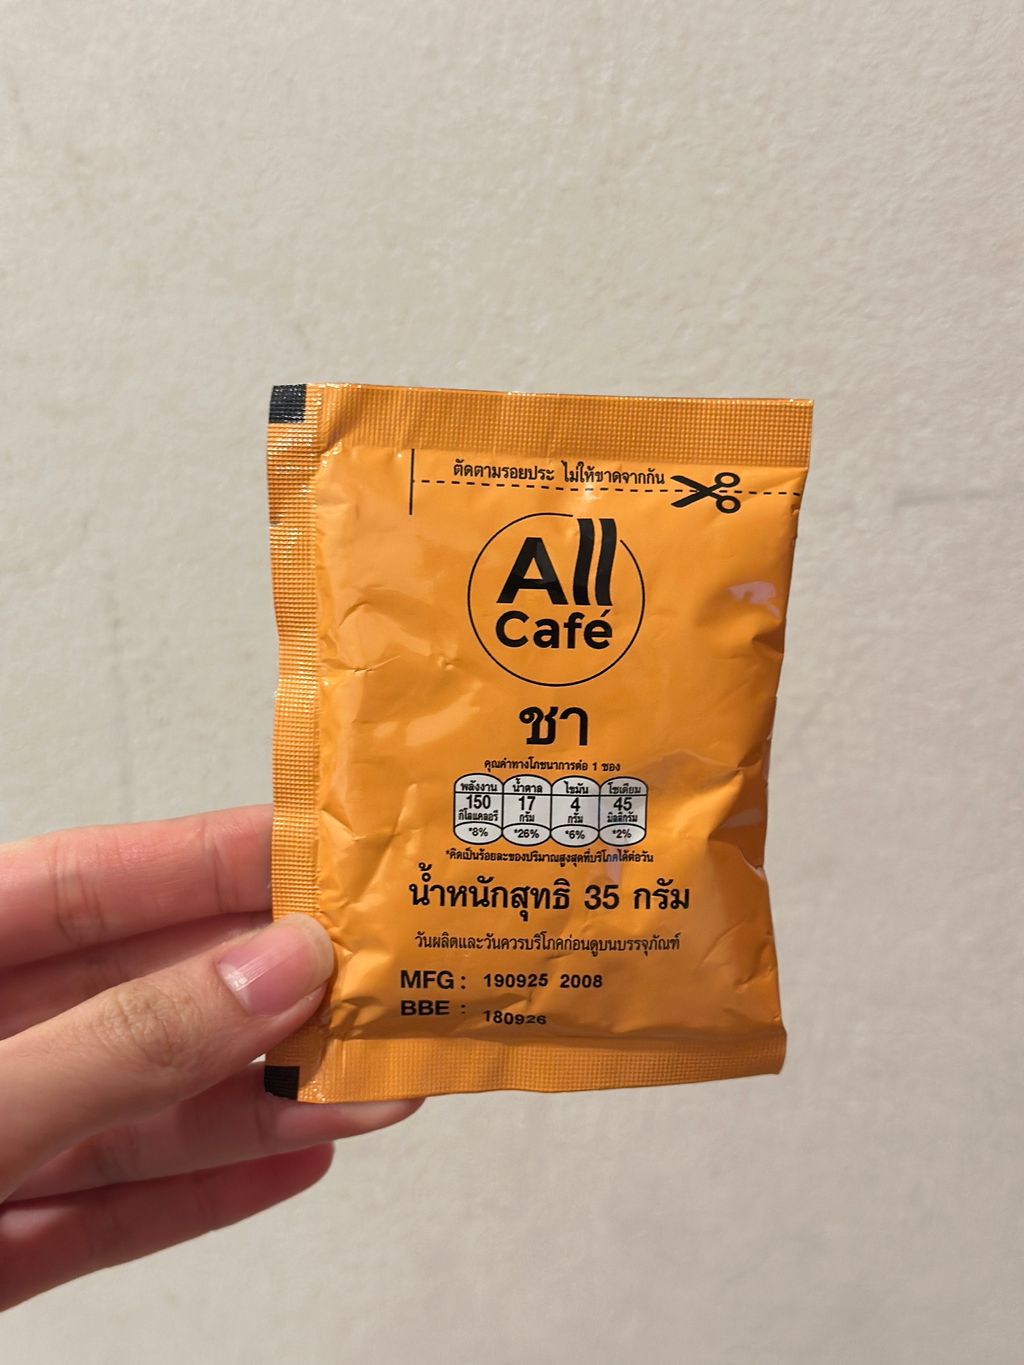 ตัดตามรอยประ ไม่ให้ขาดจากกัน
All
Café
ชา
คุณค่าทางโภชนาการต่อ 1 ซอง
พลังงาน น้ำตาล ไขมัน โซเดียม
150 17 4 45
กิโลแคลอรี กรัม กรัม มิลลิกรัม
*8% *26% *6% *2%
*คิดเป็นร้อยละของปริมาณสูงสุดที่บริโภคได้ต่อวัน
น้ำหนักสุทธิ 35 กรัม
วันผลิตและวันควรบริโภคก่อนดูบนบรรจุภัณฑ์
MFG : 190925 2008
BBE : 180926